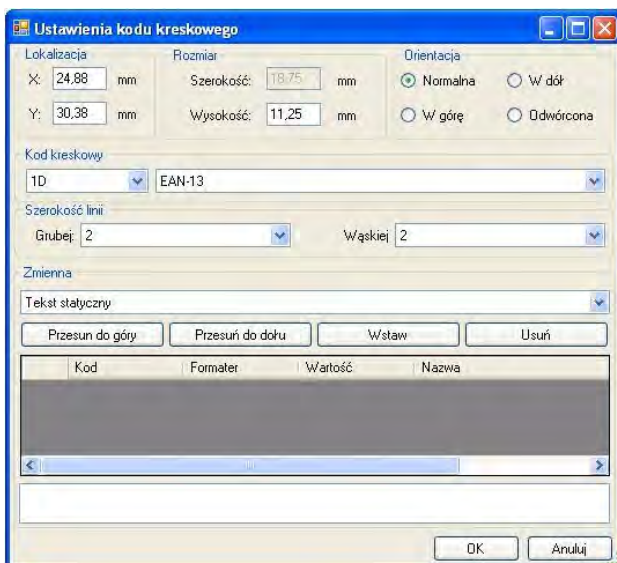 Ustawienia kodu kreskowego
Lokalizacja Rozmiar Orientacja
X: 24,88 mm Szerokość: 18,75 mm Normalna W dół
Y: 30,38 mm Wysokość: 11,25 mm W górę Odwórcona
Kod kreskowy
1D EAN-13
Szerokość linii
Grubej: 2 Wąskiej 2
Zmienna
Tekst statyczny
Przesun do góry Przesuń do dołu Wstaw Usuń
Kod Formater Wartość Nazwa
OK Anuluj